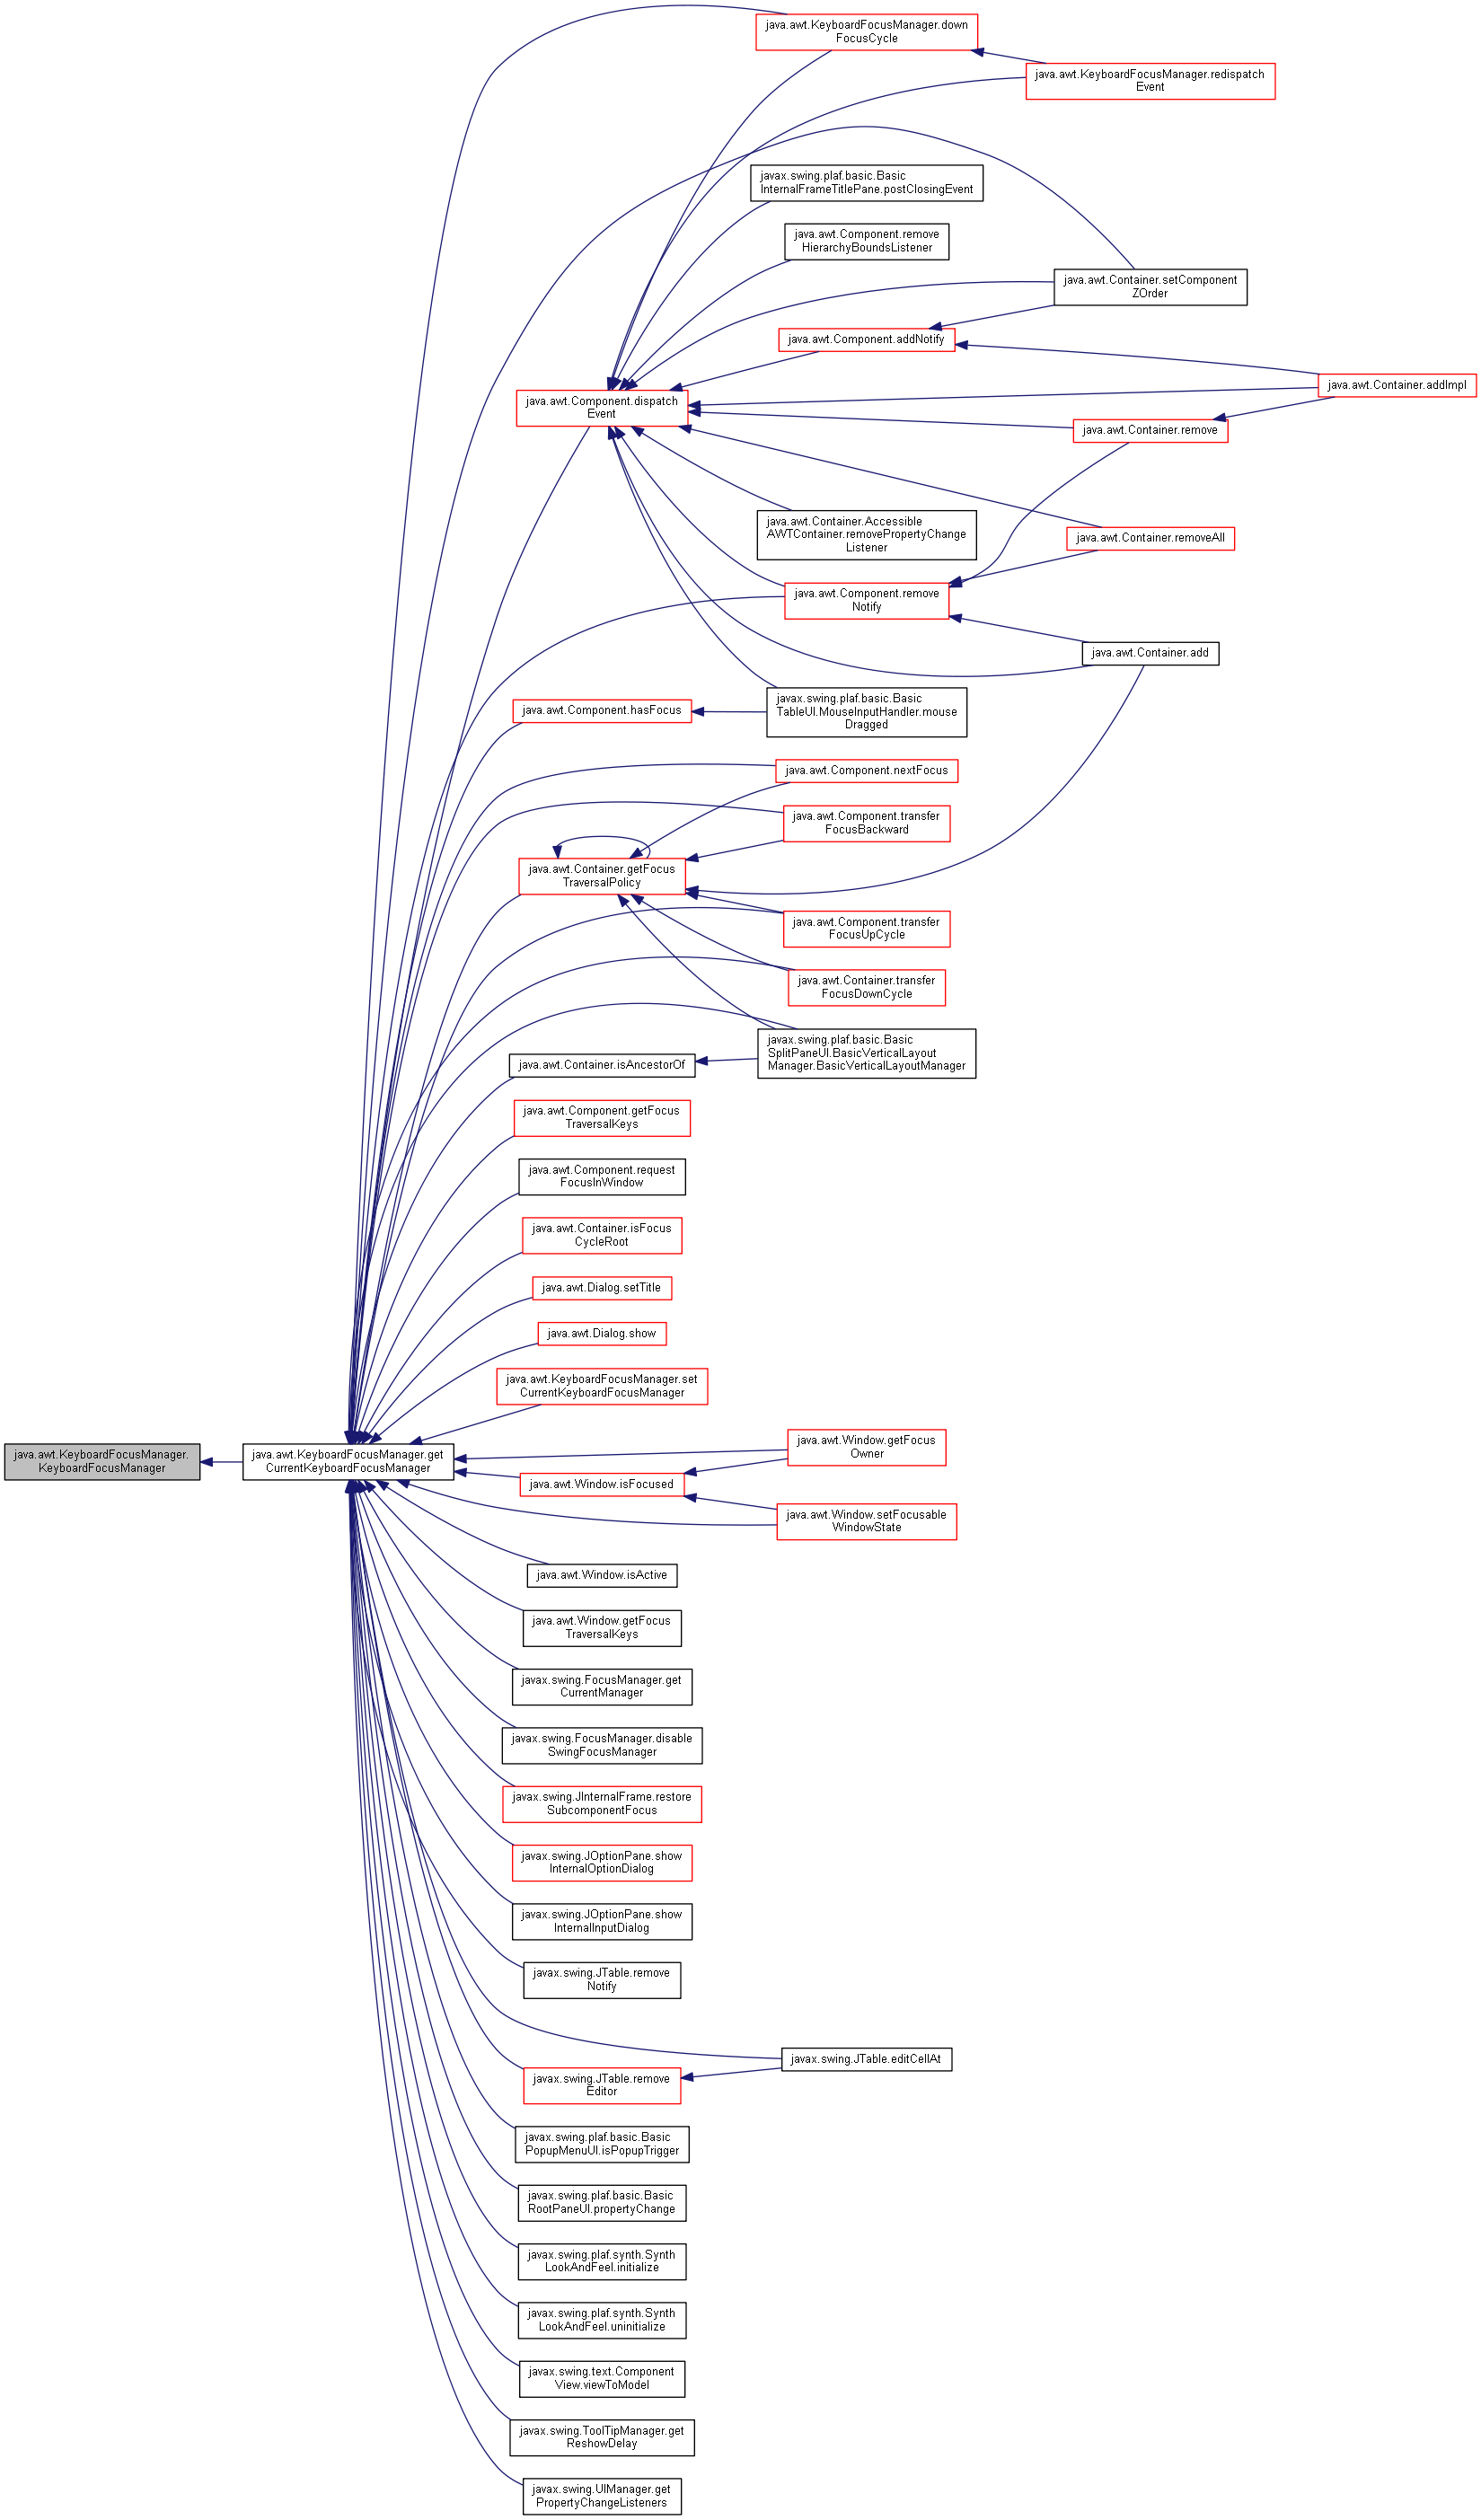 java.awt.KeyboardFocusManager.down
FocusCycle
java.awt.KeyboardFocusManager.redispatch
Event
javax.swing.plaf.basic.Basic
InternalFrameTitlePane.postClosingEvent
java.awt.Component.remove
HierarchyBoundsListener
java.awt.Container.setComponent
ZOrder
java.awt.Component.addNotify
java.awt.Container.addImpl
java.awt.Component.dispatch
Event
java.awt.Container.remove
java.awt.Container.Accessible
AWTContainer.removePropertyChange
Listener
java.awt.Container.removeAll
java.awt.Component.remove
Notify
java.awt.Container.add
java.awt.Component.hasFocus
javax.swing.plaf.basic.Basic
TableUI.MouseInputHandler.mouse
Dragged
java.awt.Component.nextFocus
java.awt.Component.transfer
FocusBackward
java.awt.Container.getFocus
TraversalPolicy
java.awt.Component.transfer
FocusUpCycle
java.awt.Container.transfer
FocusDownCycle
javax.swing.plaf.basic.Basic
SplitPaneUI.BasicVerticalLayout
Manager.BasicVerticalLayoutManager
java.awt.Container.isAncestorOf
java.awt.Component.getFocus
TraversalKeys
java.awt.Component.request
FocusInWindow
java.awt.Container.isFocus
CycleRoot
java.awt.Dialog.setTitle
java.awt.Dialog.show
java.awt.KeyboardFocusManager.set
CurrentKeyboardFocusManager
java.awt.KeyboardFocusManager.
KeyboardFocusManager
java.awt.KeyboardFocusManager.get
CurrentKeyboardFocusManager
java.awt.Window.getFocus
Owner
java.awt.Window.isFocused
java.awt.Window.setFocusable
WindowState
java.awt.Window.isActive
java.awt.Window.getFocus
TraversalKeys
javax.swing.FocusManager.get
CurrentManager
javax.swing.FocusManager.disable
SwingFocusManager
javax.swing.JInternalFrame.restore
SubcomponentFocus
javax.swing.JOptionPane.show
InternalOptionDialog
javax.swing.JOptionPane.show
InternalInputDialog
javax.swing.JTable.remove
Notify
javax.swing.JTable.editCellAt
javax.swing.JTable.remove
Editor
javax.swing.plaf.basic.Basic
PopupMenuUI.isPopupTrigger
javax.swing.plaf.basic.Basic
RootPaneUI.propertyChange
javax.swing.plaf.synth.Synth
LookAndFeel.initialize
javax.swing.plaf.synth.Synth
LookAndFeel.uninitialize
javax.swing.text.Component
View.viewToModel
javax.swing.ToolTipManager.get
ReshowDelay
javax.swing.UIManager.get
PropertyChangeListeners